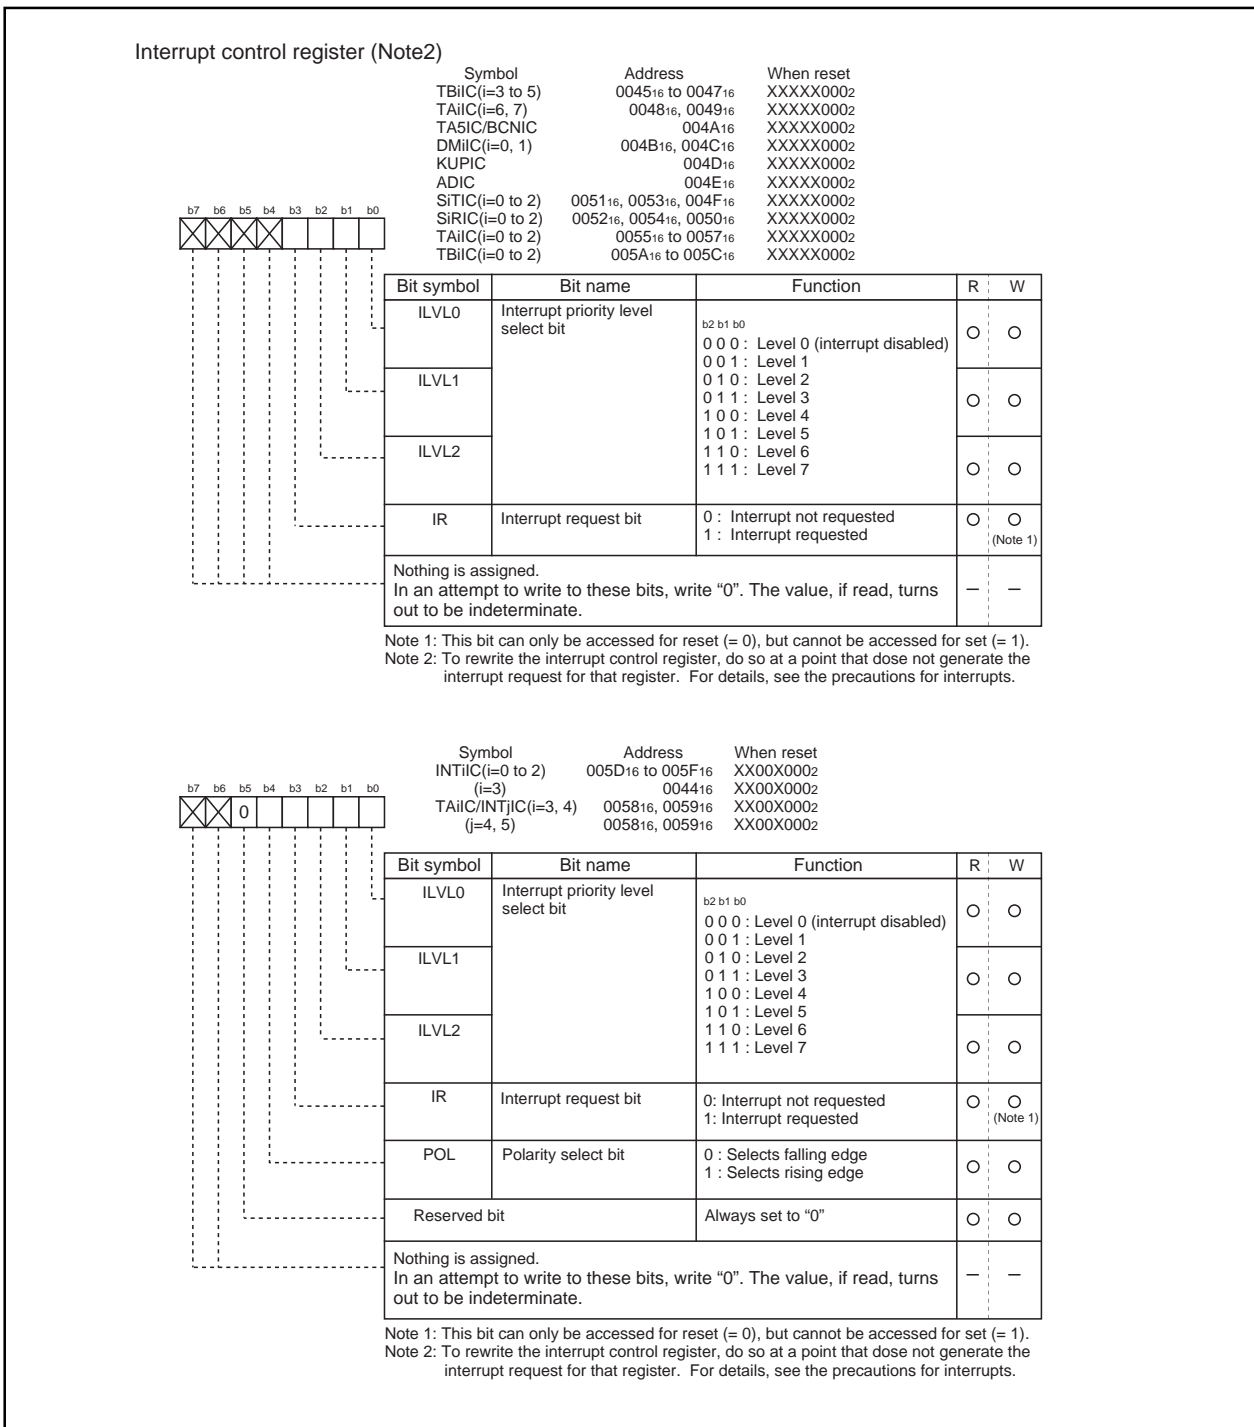 Interrupt control register (Note2)
Symbol Address When reset
TBiIC(i=3 to 5) 004516 to 004716 XXXXX0002
TAiIC(i=6, 7) 004816, 004916 XXXXX0002
TA5IC/BCNIC 004A16 XXXXX0002
DMiIC(i=0, 1) 004B16, 004C16 XXXXX0002
KUPIC 004D16 XXXXX0002
ADIC 004E16 XXXXX0002
SiTIC(i=0 to 2) 005116, 005316, 004F16 XXXXX0002
SiRIC(i=0 to 2) 005216, 005416, 005016 XXXXX0002
TAiIC(i=0 to 2) 005516 to 005716 XXXXX0002
TBiIC(i=0 to 2) 005A16 to 005C16 XXXXX0002
b7 b6 b5 b4 b3 b2 b1 b0
Bit symbol Bit name Function R W
ILVL0 Interrupt priority level
select bit
b2 b1 b0
0 0 0 : Level 0 (interrupt disabled)
0 0 1 : Level 1
ILVL1 0 1 0 : Level 2
0 1 1 : Level 3
1 0 0 : Level 4
1 0 1 : Level 5
ILVL2 1 1 0 : Level 6
1 1 1 : Level 7
IR Interrupt request bit 0 : Interrupt not requested
1 : Interrupt requested
(Note 1)
Nothing is assigned.
In an attempt to write to these bits, write “0”. The value, if read, turns
out to be indeterminate.
– –
Note 1: This bit can only be accessed for reset (= 0), but cannot be accessed for set (= 1).
Note 2: To rewrite the interrupt control register, do so at a point that dose not generate the
interrupt request for that register. For details, see the precautions for interrupts.
Symbol Address When reset
INTiIC(i=0 to 2) 005D16 to 005F16 XX00X0002
(i=3) 004416 XX00X0002
TAiIC/INTjIC(i=3, 4) 005816, 005916 XX00X0002
(j=4, 5) 005816, 005916 XX00X0002
b7 b6 b5 b4 b3 b2 b1 b0
0
Bit symbol Bit name Function R W
ILVL0 Interrupt priority level
select bit
b2 b1 b0
0 0 0 : Level 0 (interrupt disabled)
0 0 1 : Level 1
ILVL1 0 1 0 : Level 2
0 1 1 : Level 3
1 0 0 : Level 4
1 0 1 : Level 5
ILVL2 1 1 0 : Level 6
1 1 1 : Level 7
IR Interrupt request bit 0: Interrupt not requested
1: Interrupt requested
(Note 1)
POL Polarity select bit 0 : Selects falling edge
1 : Selects rising edge
Reserved bit Always set to “0”
Nothing is assigned.
In an attempt to write to these bits, write “0”. The value, if read, turns
out to be indeterminate.
– –
Note 1: This bit can only be accessed for reset (= 0), but cannot be accessed for set (= 1).
Note 2: To rewrite the interrupt control register, do so at a point that dose not generate the
interrupt request for that register. For details, see the precautions for interrupts.